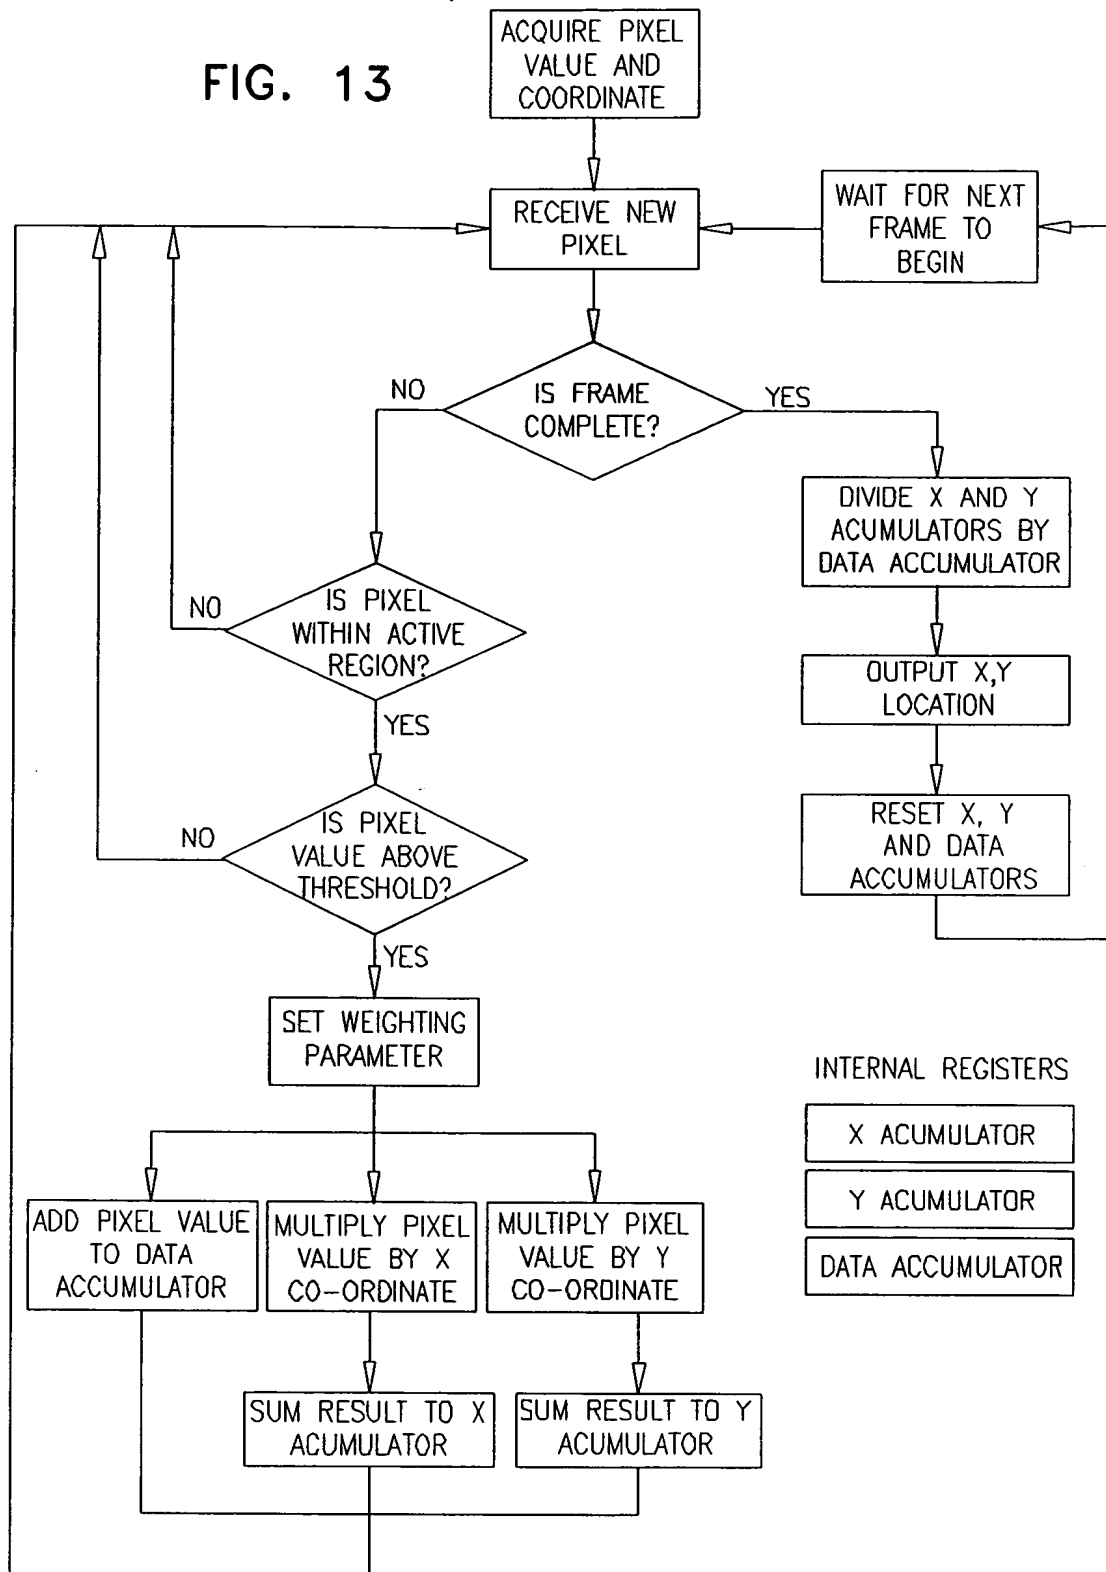 FIG. 13
ACQUIRE PIXEL
VALUE AND
COORDINATE
RECEIVE NEW
PIXEL
WAIT FOR NEXT
FRAME TO
BEGIN
IS FRAME
COMPLETE?
NO
YES
DIVIDE X AND Y
ACUMULATORS BY
DATA ACCUMULATOR
IS PIXEL
WITHIN ACTIVE
REGION?
NO
YES
OUTPUT X,Y
LOCATION
IS PIXEL
VALUE ABOVE
THRESHOLD?
NO
YES
RESET X, Y
AND DATA
ACCUMULATORS
SET WEIGHTING
PARAMETER
INTERNAL REGISTERS
X ACUMULATOR
Y ACUMULATOR
DATA ACCUMULATOR
ADD PIXEL VALUE
TO DATA
ACCUMULATOR
MULTIPLY PIXEL
VALUE BY X
CO-ORDINATE
MULTIPLY PIXEL
VALUE BY Y
CO-ORDINATE
SUM RESULT TO X
ACUMULATOR
SUM RESULT TO Y
ACUMULATOR